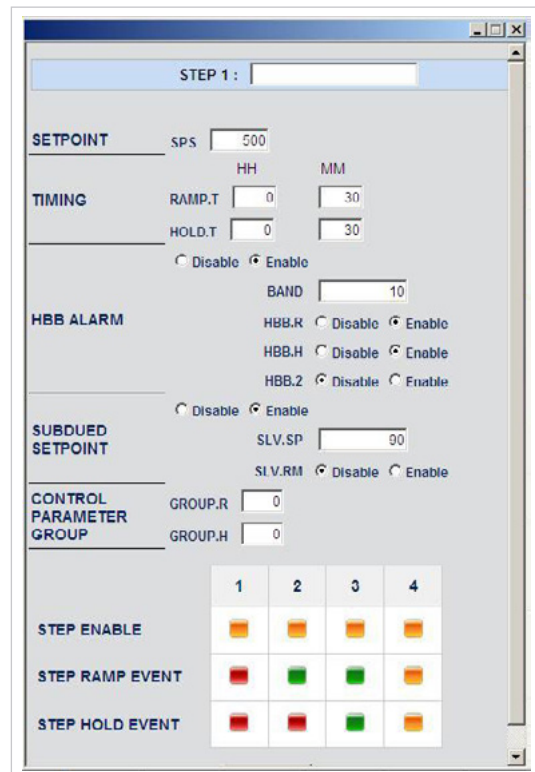 STEP 1 :
SETPOINT SPS 500
HH MM
TIMING RAMP.T 0 30
HOLD.T 0 30
Disable Enable
BAND 10
HBB ALARM HBB.R Disable Enable
HBB.H Disable Enable
HBB.2 Disable Enable
Disable Enable
SUBDUED SETPOINT SLV.SP 90
SLV.RM Disable Enable
CONTROL PARAMETER GROUP GROUP.R 0
GROUP.H 0
1 2 3 4
STEP ENABLE
STEP RAMP EVENT
STEP HOLD EVENT